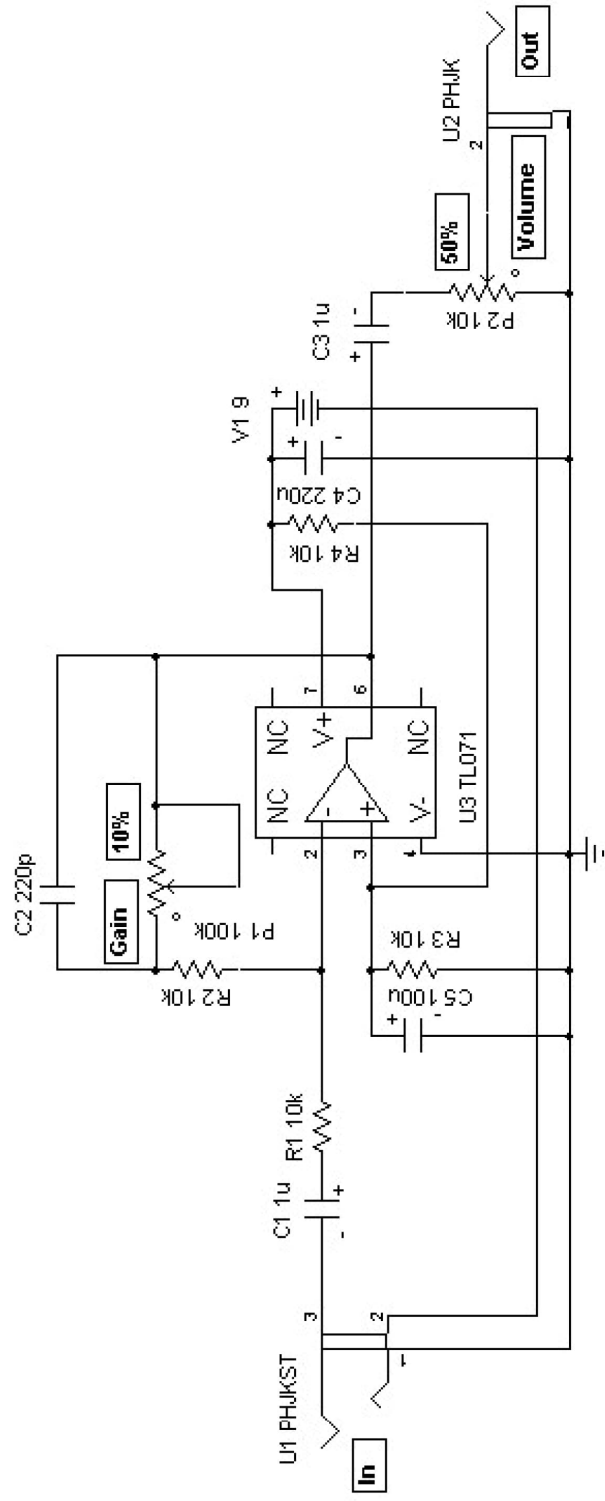 U1 PHJKST
In
3
2
1
C1 1u
-
+
R1 10k
C2 220p
R2 10k
Gain
10%
P1 100k
+
-
C5 100u
R3 10k
2
3
4
NC
NC
-
+
V+
V-
NC
7
6
U3 TL071
R4 10k
C4 220u
+
-
V1 9
+
C3 1u
+
-
P2 10k
50%
Volume
2
U2 PHJK
Out